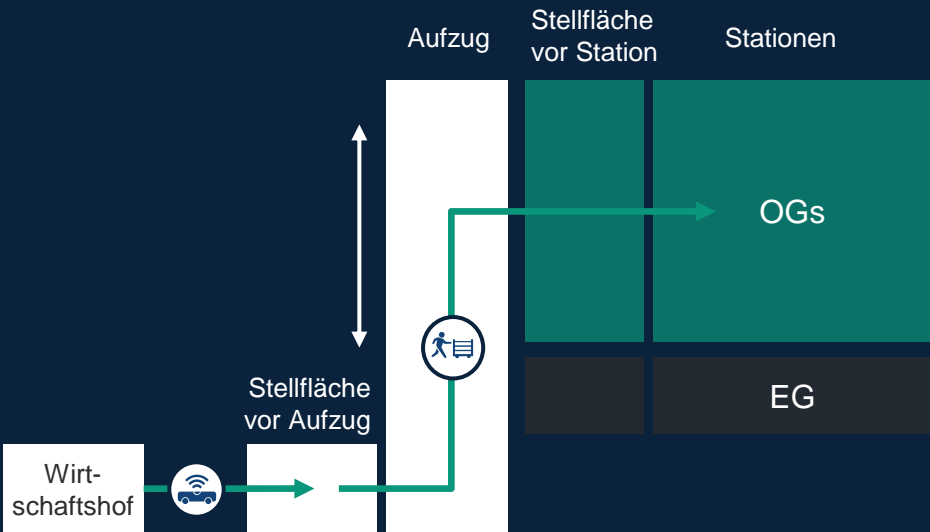 Aufzug
Stellfläche
vor Station
Stationen
OGs
EG
Stellfläche
vor Aufzug
Wirt-
schaftshof